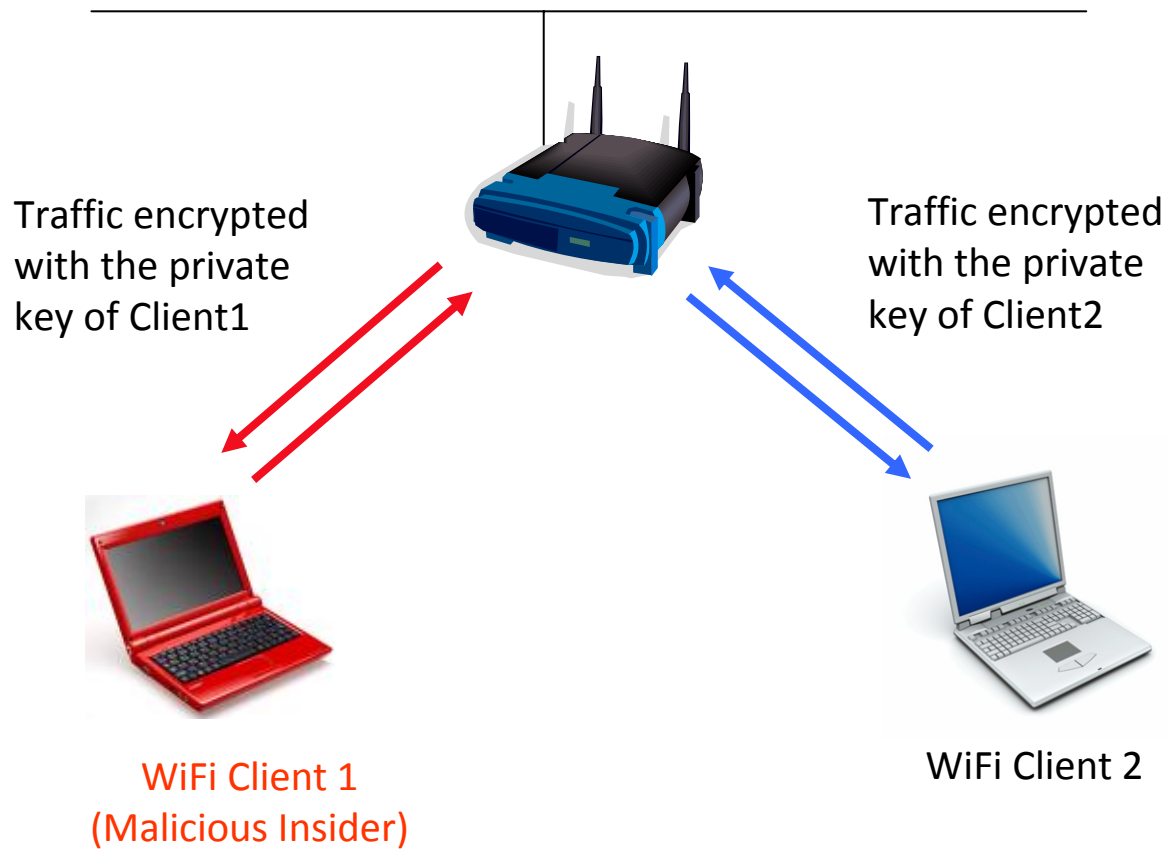 Traffic encrypted
with the private
key of Client1
Traffic encrypted
with the private
key of Client2
WiFi Client 1
(Malicious Insider)
WiFi Client 2